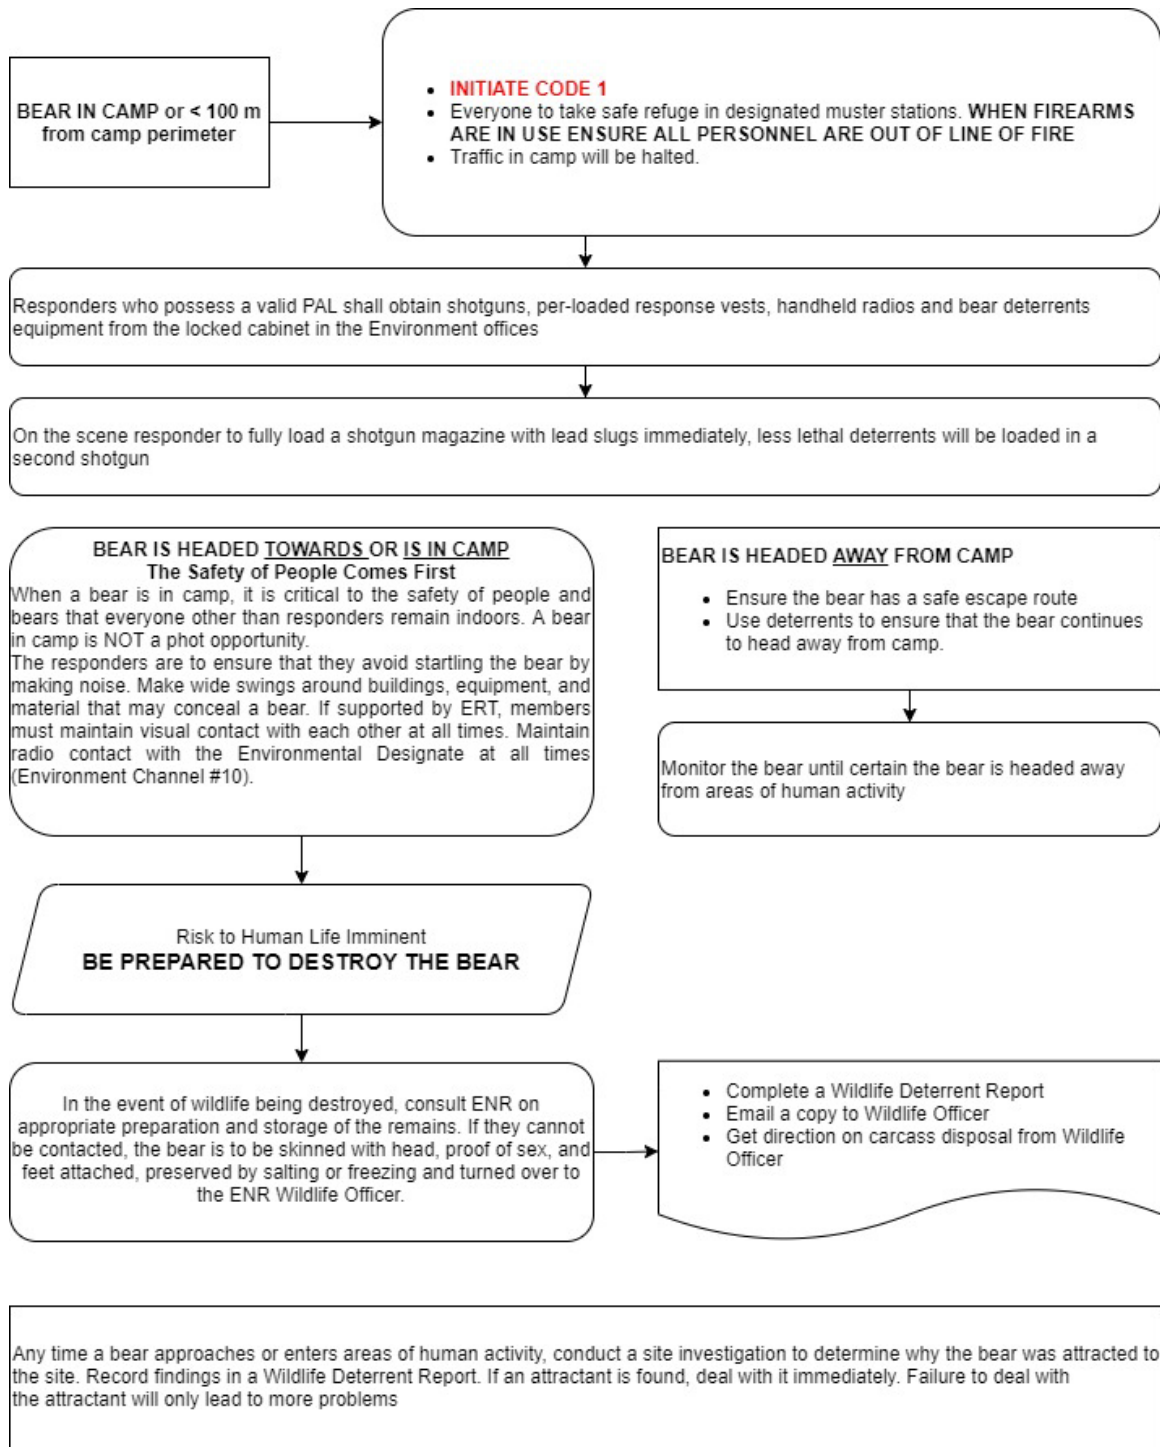 BEAR IN CAMP or < 100 m
from camp perimeter
• INITIATE CODE 1
• Everyone to take safe refuge in designated muster stations. WHEN FIREARMS
ARE IN USE ENSURE ALL PERSONNEL ARE OUT OF LINE OF FIRE
• Traffic in camp will be halted.
Responders who possess a valid PAL shall obtain shotguns, per-loaded response vests, handheld radios and bear deterrents
equipment from the locked cabinet in the Environment offices
On the scene responder to fully load a shotgun magazine with lead slugs immediately, less lethal deterrents will be loaded in a
second shotgun
BEAR IS HEADED TOWARDS OR IS IN CAMP
The Safety of People Comes First
When a bear is in camp, it is critical to the safety of people and
bears that everyone other than responders remain indoors. A bear
in camp is NOT a phot opportunity.
The responders are to ensure that they avoid startling the bear by
making noise. Make wide swings around buildings, equipment, and
material that may conceal a bear. If supported by ERT, members
must maintain visual contact with each other at all times. Maintain
radio contact with the Environmental Designate at all times
(Environment Channel #10).
BEAR IS HEADED AWAY FROM CAMP
• Ensure the bear has a safe escape route
• Use deterrents to ensure that the bear continues
to head away from camp.
Monitor the bear until certain the bear is headed away
from areas of human activity
Risk to Human Life Imminent
BE PREPARED TO DESTROY THE BEAR
In the event of wildlife being destroyed, consult ENR on
appropriate preparation and storage of the remains. If they cannot
be contacted, the bear is to be skinned with head, proof of sex, and
feet attached, preserved by salting or freezing and turned over to
the ENR Wildlife Officer.
• Complete a Wildlife Deterrent Report
• Email a copy to Wildlife Officer
• Get direction on carcass disposal from Wildlife
Officer
Any time a bear approaches or enters areas of human activity, conduct a site investigation to determine why the bear was attracted to
the site. Record findings in a Wildlife Deterrent Report. If an attractant is found, deal with it immediately. Failure to deal with
the attractant will only lead to more problems